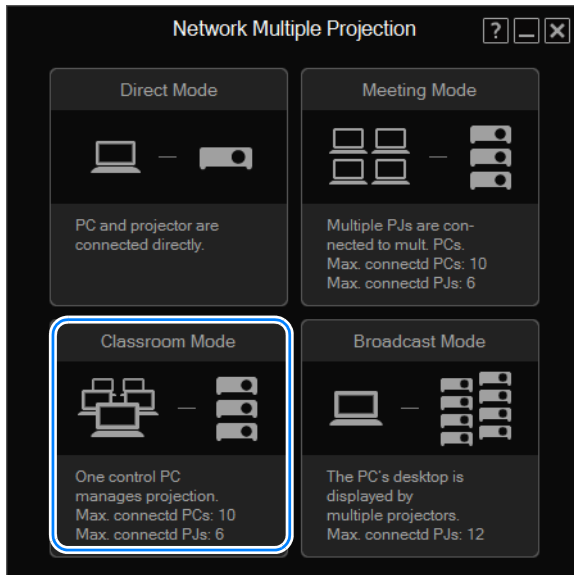 Network Multiple Projection
?
Direct Mode
PC and projector are
connected directly.
Meeting Mode
Multiple PJs are con-
nected to mult. PCs.
Max. connectd PCs: 10
Max. connectd PJs: 6
Classroom Mode
One control PC
manages projection.
Max. connectd PCs: 10
Max. connectd PJs: 6
Broadcast Mode
The PC's desktop is
displayed by
multiple projectors.
Max. connectd PJs: 12